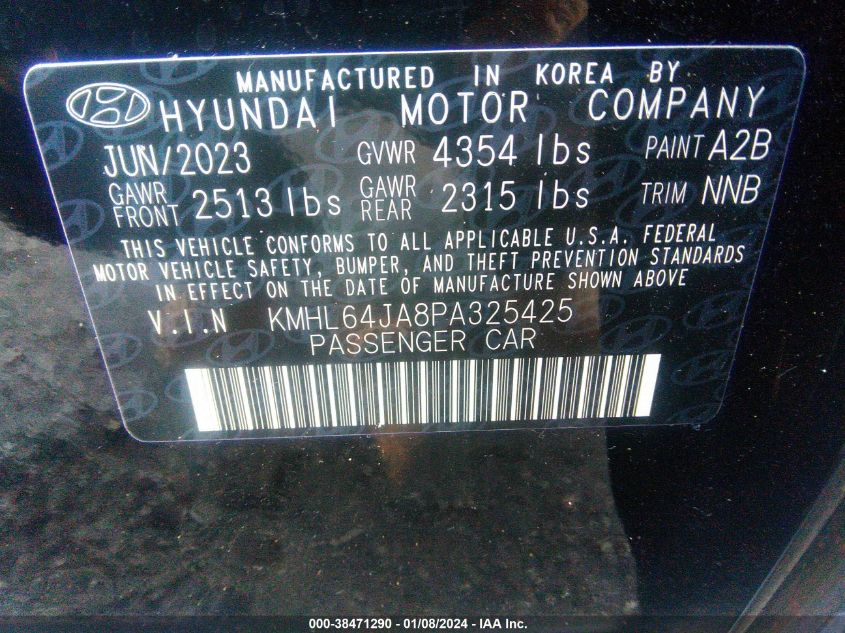 MANUFACTURED IN KOREA BY
HYUNDAI MOTOR COMPANY
JUN/2023 GVWR 4354 lbs PAINT A2B
GAWR FRONT 2513 lbs GAWR REAR 2315 lbs TRIM NNB
THIS VEHICLE CONFORMS TO ALL APPLICABLE U.S.A. FEDERAL
MOTOR VEHICLE SAFETY, BUMPER, AND THEFT PREVENTION STANDARDS
IN EFFECT ON THE DATE OF MANUFACTURE SHOWN ABOVE
V.I.N KMHL64JA8PA325425
PASSENGER CAR
000-38471290 - 01/08/2024 - IAA Inc.